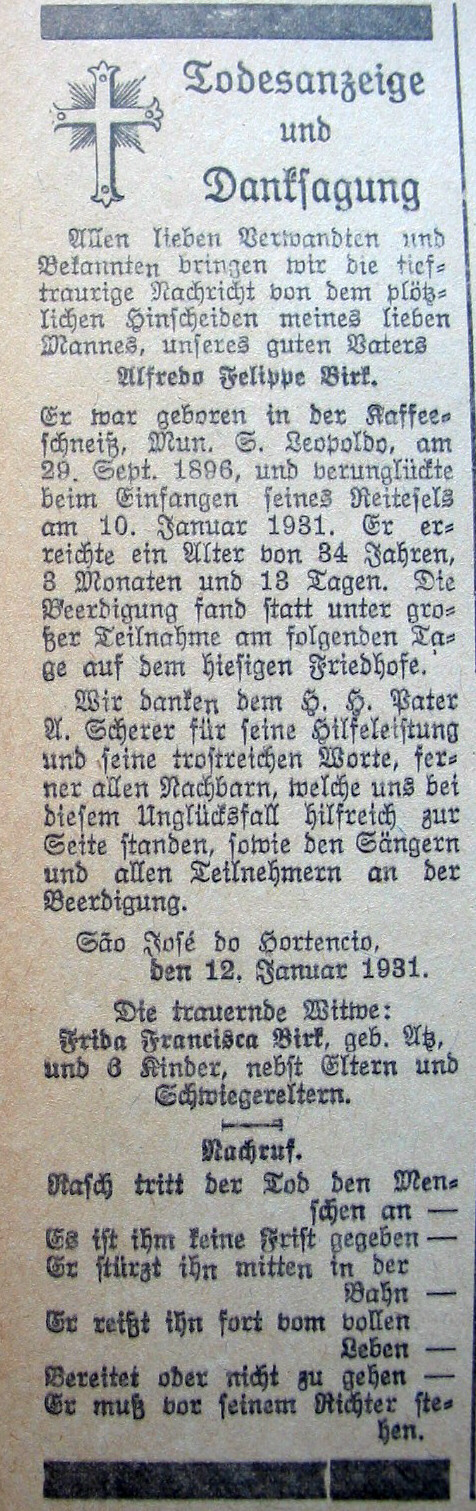 Todesanzeige
und
Danksagung
Allen lieben Verwandten und
Bekannten bringen wir die tief-
traurige Nachricht von dem plötz-
lichen Hinscheiden meines lieben
Mannes, unseres guten Vaters
Alfredo Felippe Birk.
Er war geboren in der Kaffee-
schneiß, Mun. S. Leopoldo, am
29. Sept. 1896, und verunglückte
beim Einfangen seines Reitesels
am 10. Januar 1931. Er er-
reichte ein Alter von 34 Jahren,
3 Monaten und 13 Tagen. Die
Beerdigung fand statt unter gro-
ßer Teilnahme am folgenden Ta-
ge auf dem hiesigen Friedhofe.
Wir danken dem H. H. Pater
A. Scherer für seine Hilfeleistung
und seine trostreichen Worte, fer-
ner allen Nachbarn, welche uns bei
diesem Unglücksfall hilfreich zur
Seite standen, sowie den Sängern
und allen Teilnehmern an der
Beerdigung.
São José do Hortencio,
den 12. Januar 1931.
Die trauernde Witwe:
Frida Francisca Birk, geb. Atz,
und 6 Kinder, nebst Eltern und
Schwiegereltern.
Nachruf.
Rasch tritt der Tod den Men-
schen an —
Es ist ihm keine Frist gegeben —
Er stürzt ihn mitten in der
Bahn —
Er reißt ihn fort vom vollen
Leben —
Bereitet oder nicht zu gehen —
Er muß vor seinem Richter ste-
hen.